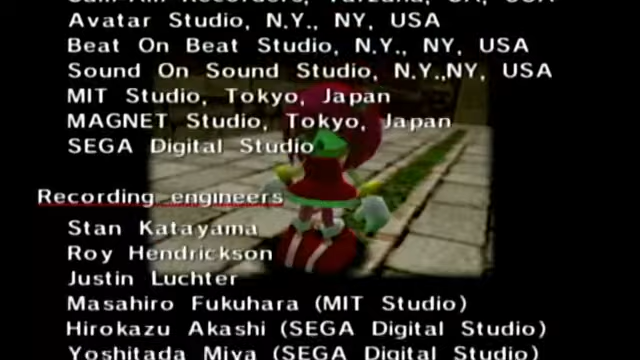 Avatar Studio, N.Y., NY, USA
Beat On Beat Studio, N.Y., NY, USA
Sound On Sound Studio, N.Y.,NY, USA
MIT Studio, Tokyo, Japan
MAGNET Studio, Tokyo, Japan
SEGA Digital Studio
Recording engineers
Stan Katayama
Roy Hendrickson
Justin Luchter
Masahiro Fukuhara (MIT Studio)
Hirokazu Akashi (SEGA Digital Studio)
Yoshitada Miya (SEGA Digital Studio)